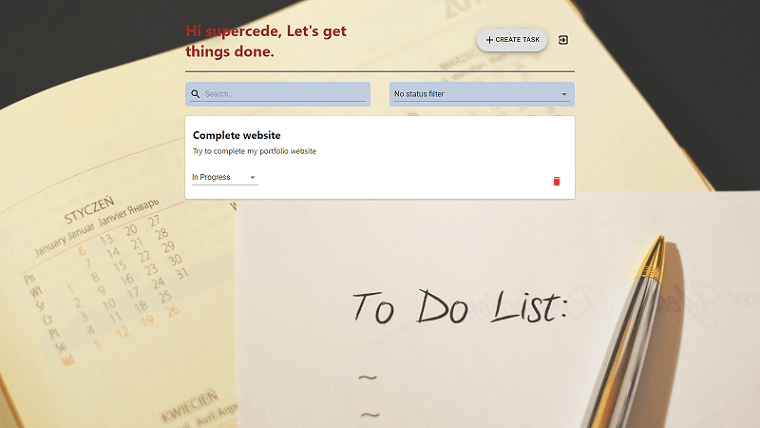 Hi supercede, Let's get
things done.
CREATE TASK
Search...
No status filter
Complete website
Try to complete my portfolio website
In Progress
STYCZEŃ
January Januar Janvier Январь
6 13 20 27
Pn 7 14 21 28
Wt 1 8 15 22 29
Śr 2 9 16 23 30
Cz 3 10 17 24 31
Pt 4 11 18 25
So 5 12 19 26
Nd
KWIECIEŃ
To Do List:
~
~